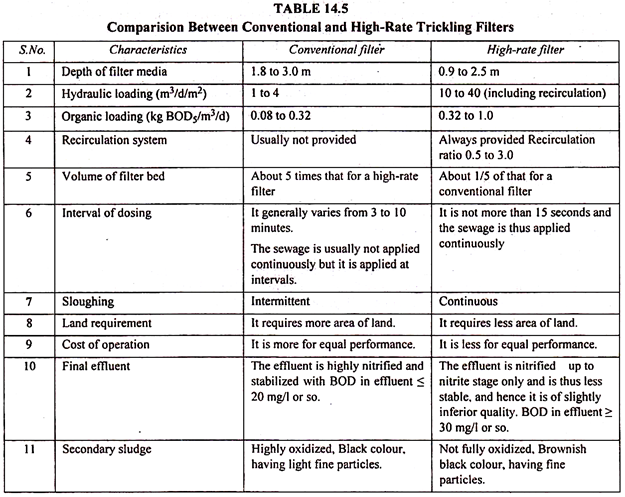 TABLE 14.5
Comparision Between Conventional and High-Rate Trickling Filters
S.No. Characteristics Conventional filter High-rate filter
1 Depth of filter media 1.8 to 3.0 m 0.9 to 2.5 m
2 Hydraulic loading (m³/d/m²) 1 to 4 10 to 40 (including recirculation)
3 Organic loading (kg BOD₅/m³/d) 0.08 to 0.32 0.32 to 1.0
4 Recirculation system Usually not provided Always provided Recirculation
ratio 0.5 to 3.0
5 Volume of filter bed About 5 times that for a high-rate
filter
About 1/5 of that for a
conventional filter
6 Interval of dosing It generally varies from 3 to 10
minutes.
The sewage is usually not applied
continuously but it is applied at
intervals.
It is not more than 15 seconds and
the sewage is thus applied
continuously
7 Sloughing Intermittent Continuous
8 Land requirement It requires more area of land. It requires less area of land.
9 Cost of operation It is more for equal performance. It is less for equal performance.
10 Final effluent The effluent is highly nitrified and
stabilized with BOD in effluent ≤
20 mg/l or so.
The effluent is nitrified up to
nitrite stage only and is thus less
stable, and hence it is of slightly
inferior quality. BOD in effluent ≥
30 mg/l or so.
11 Secondary sludge Highly oxidized, Black colour,
having light fine particles.
Not fully oxidized, Brownish
black colour, having fine
particles.